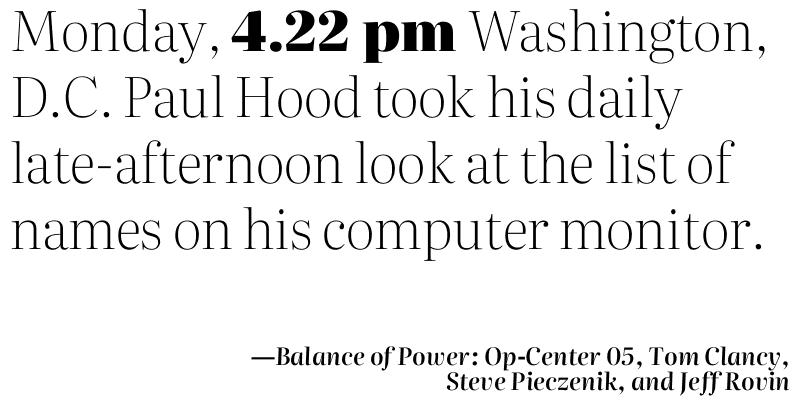 Monday, 4.22 pm Washington,
D.C. Paul Hood took his daily
late-afternoon look at the list of
names on his computer monitor.
—Balance of Power: Op-Center 05, Tom Clancy,
Steve Pieczenik, and Jeff Rovin